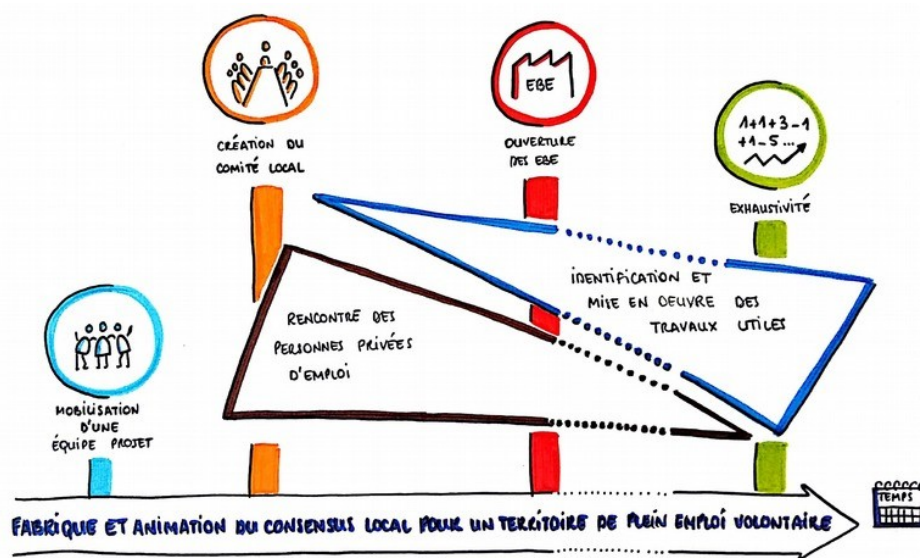 CRÉATION DU
COMITÉ LOCAL
EBE
OUVERTURE
DES EBE
1+1+3-1
+1-5...
EXHAUSTIVITÉ
IDENTIFICATION ET
MISE EN OEUVRE DES
TRAVAUX UTILES
RENCONTRE DES
PERSONNES PRIVÉES
D'EMPLOI
MOBILISATION
D'UNE
ÉQUIPE PROJET
TEMPS
FABRIQUE ET ANIMATION DU CONSENSUS LOCAL POUR UN TERRITOIRE DE PLEIN EMPLOI VOLONTAIRE